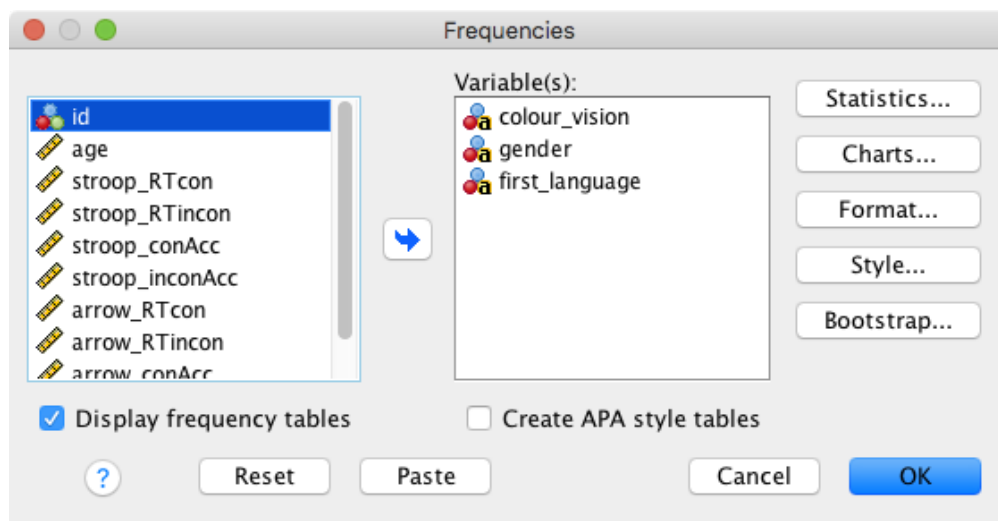 Frequencies
Variable(s):
id
age
stroop_RTcon
stroop_RTincon
stroop_conAcc
stroop_inconAcc
arrow_RTcon
arrow_RTincon
arrow_conAcc
a colour_vision
a gender
a first_language
Statistics...
Charts...
Format...
Style...
Bootstrap...
Display frequency tables
Create APA style tables
?
Reset
Paste
Cancel
OK